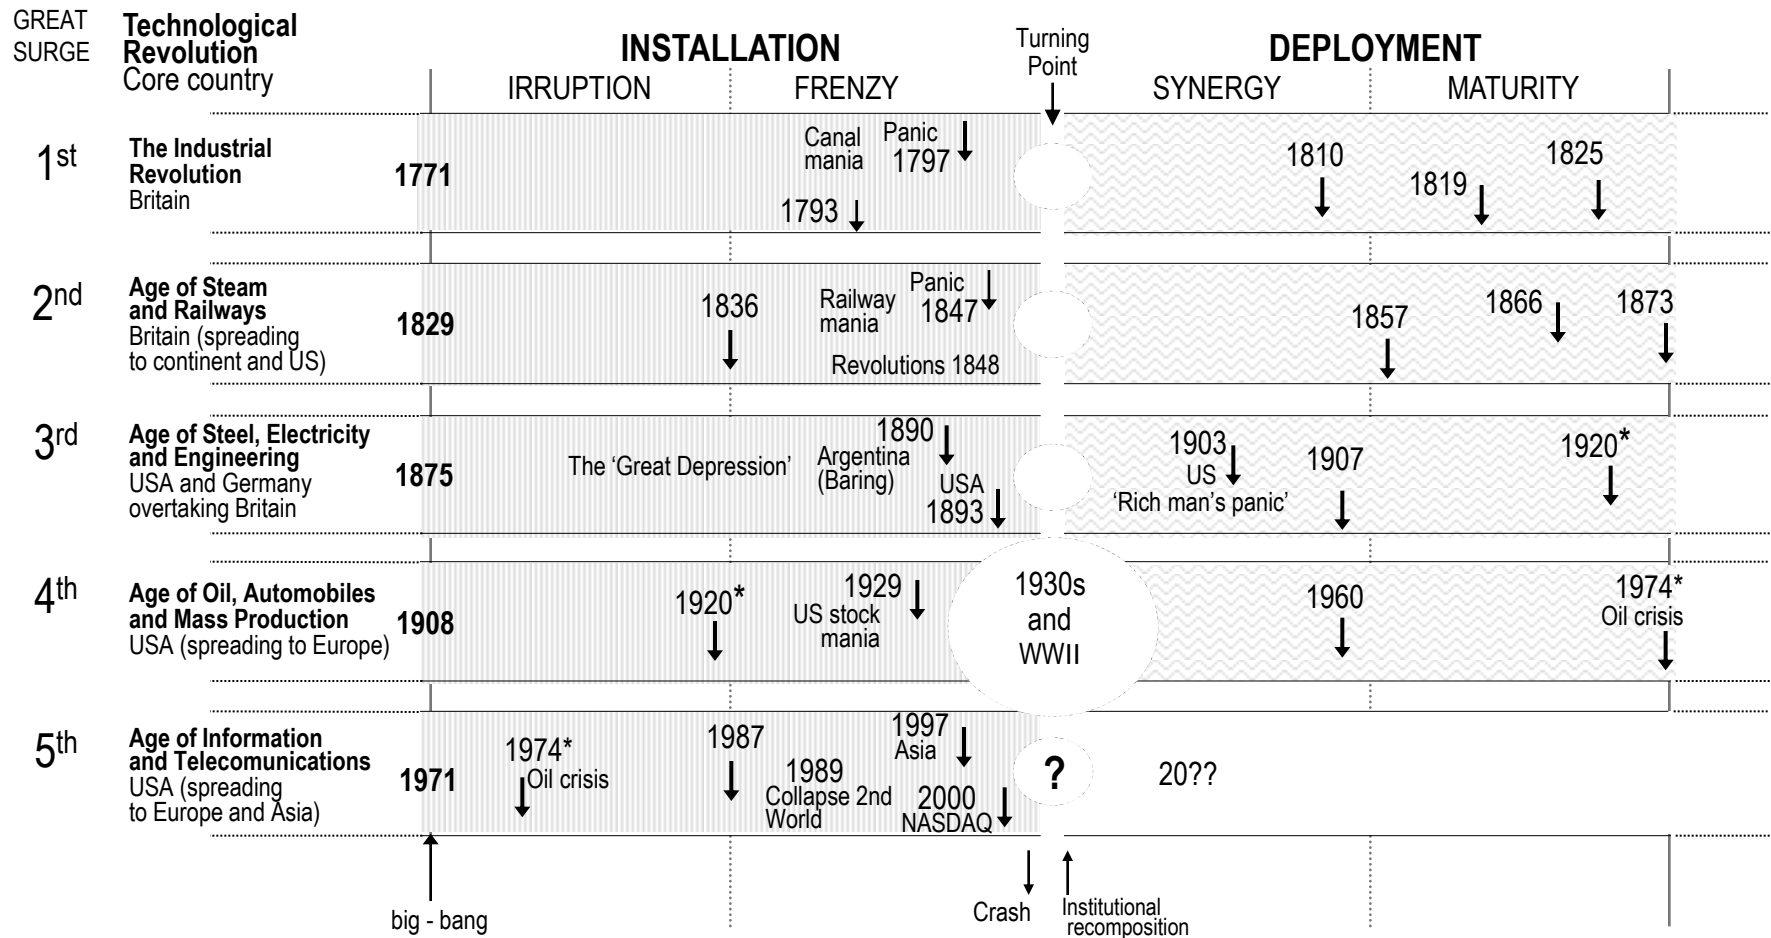 GREAT
SURGE
Technological
Revolution
Core country
INSTALLATION
Turning
Point
DEPLOYMENT
IRRUPTION
FRENZY
SYNERGY
MATURITY
1st
The Industrial
Revolution
Britain
1771
Canal
mania
Panic
1797
1793
1810
1819
1825
2nd
Age of Steam
and Railways
Britain (spreading
to continent and US)
1829
1836
Railway
mania
Panic
1847
Revolutions 1848
1857
1866
1873
3rd
Age of Steel, Electricity
and Engineering
USA and Germany
overtaking Britain
1875
The ‘Great Depression’
1890
Argentina
(Baring)
USA
1893
1903
US
‘Rich man’s panic’
1907
1920*
4th
Age of Oil, Automobiles
and Mass Production
USA (spreading to Europe)
1908
1920*
1929
US stock
mania
1930s
and
WWII
1960
1974*
Oil crisis
5th
Age of Information
and Telecommunications
USA (spreading
to Europe and Asia)
1971
1974*
Oil crisis
1987
1989
Collapse 2nd
World
1997
Asia
2000
NASDAQ
?
20??
big - bang
Crash
Institutional
recomposition